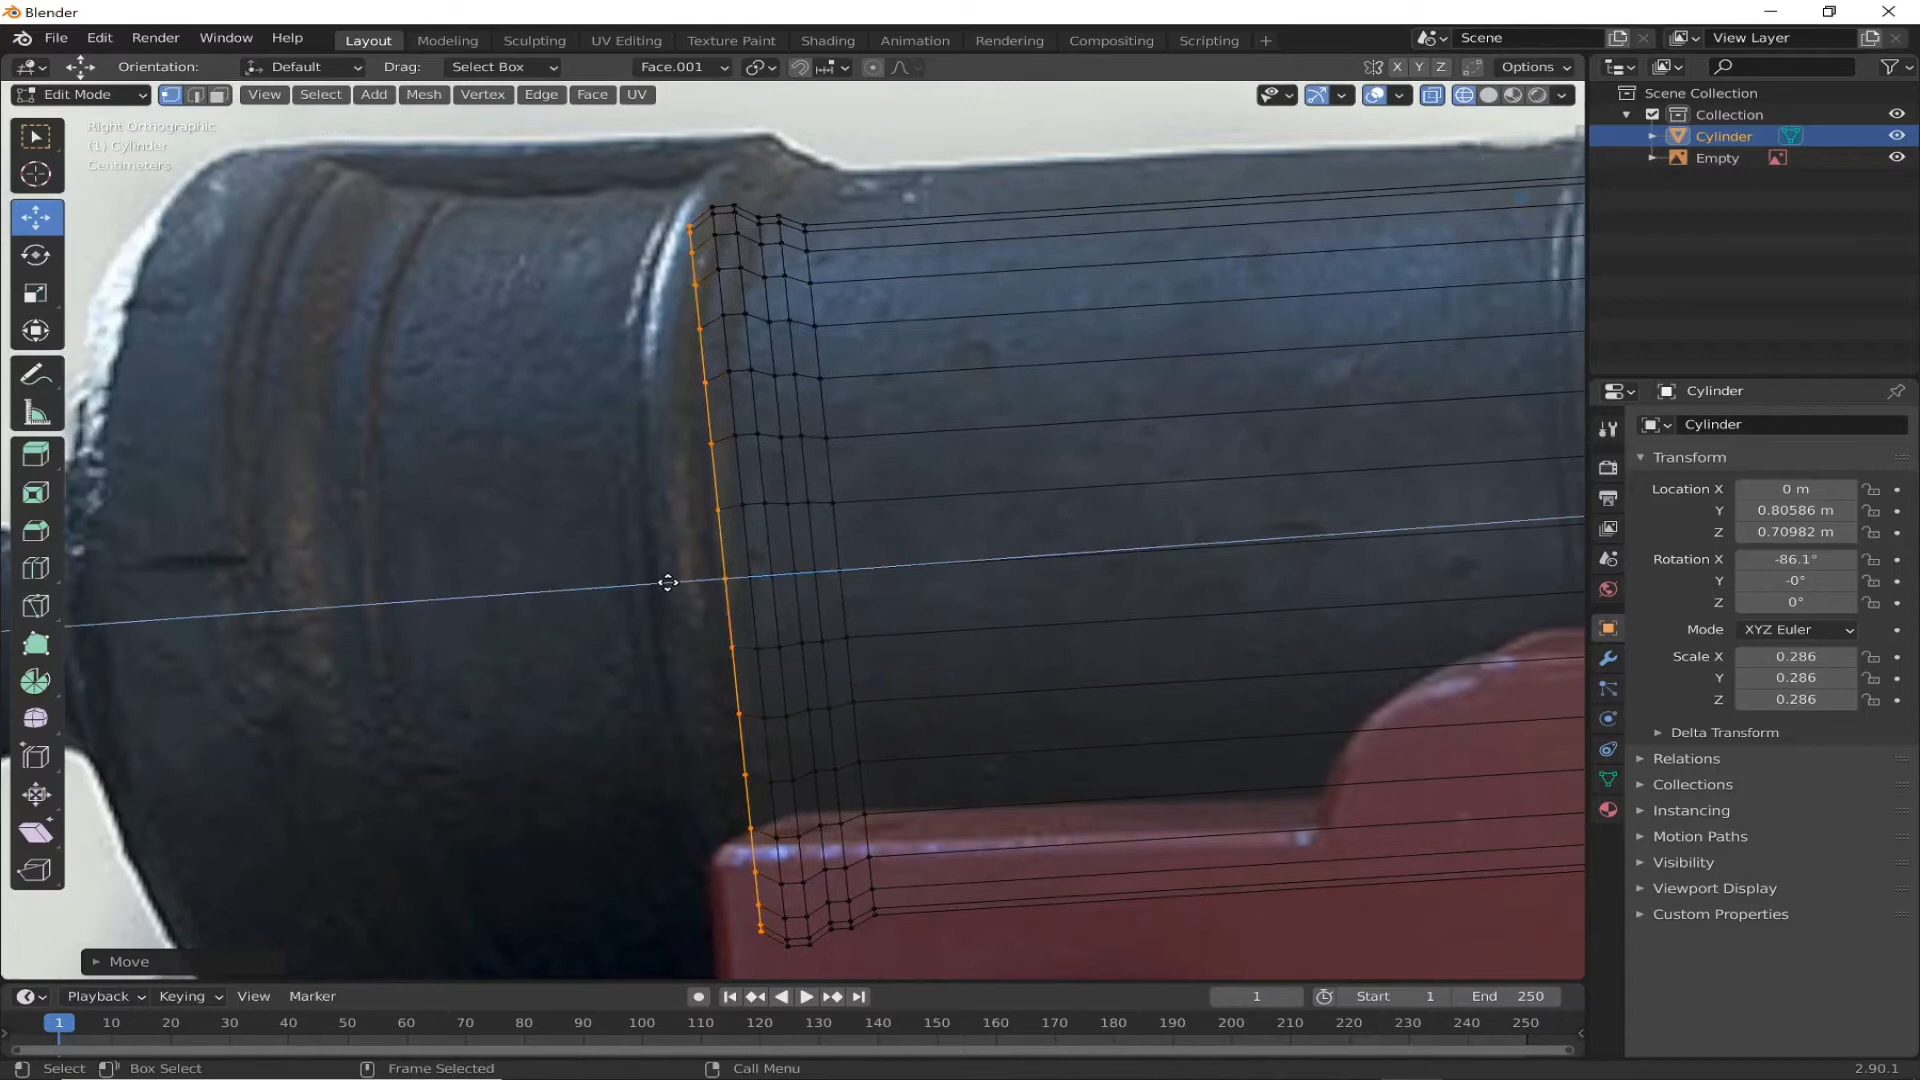 Blender
File Edit Render Window Help Layout Modeling Sculpting UV Editing Texture Paint Shading Animation Rendering Compositing Scripting + Scene View Layer
Orientation: Default Drag: Select Box Face.001 X Y Z Options
Edit Mode View Select Add Mesh Vertex Edge Face UV
Scene Collection
Collection
Cylinder
Empty
Right Orthographic
(1) Cylinder
Centimeters
Cylinder
Cylinder
Transform
Location X 0 m
Y 0.80586 m
Z 0.70982 m
Rotation X -86.1°
Y -0°
Z 0°
Mode XYZ Euler
Scale X 0.286
Y 0.286
Z 0.286
Delta Transform
Relations
Collections
Instancing
Motion Paths
Visibility
Viewport Display
Custom Properties
Move
Playback Keying View Marker 1 Start 1 End 250
1 10 20 30 40 50 60 70 80 90 100 110 120 130 140 150 160 170 180 190 200 210 220 230 240 250
Select Box Select Frame Selected Call Menu 2.90.1